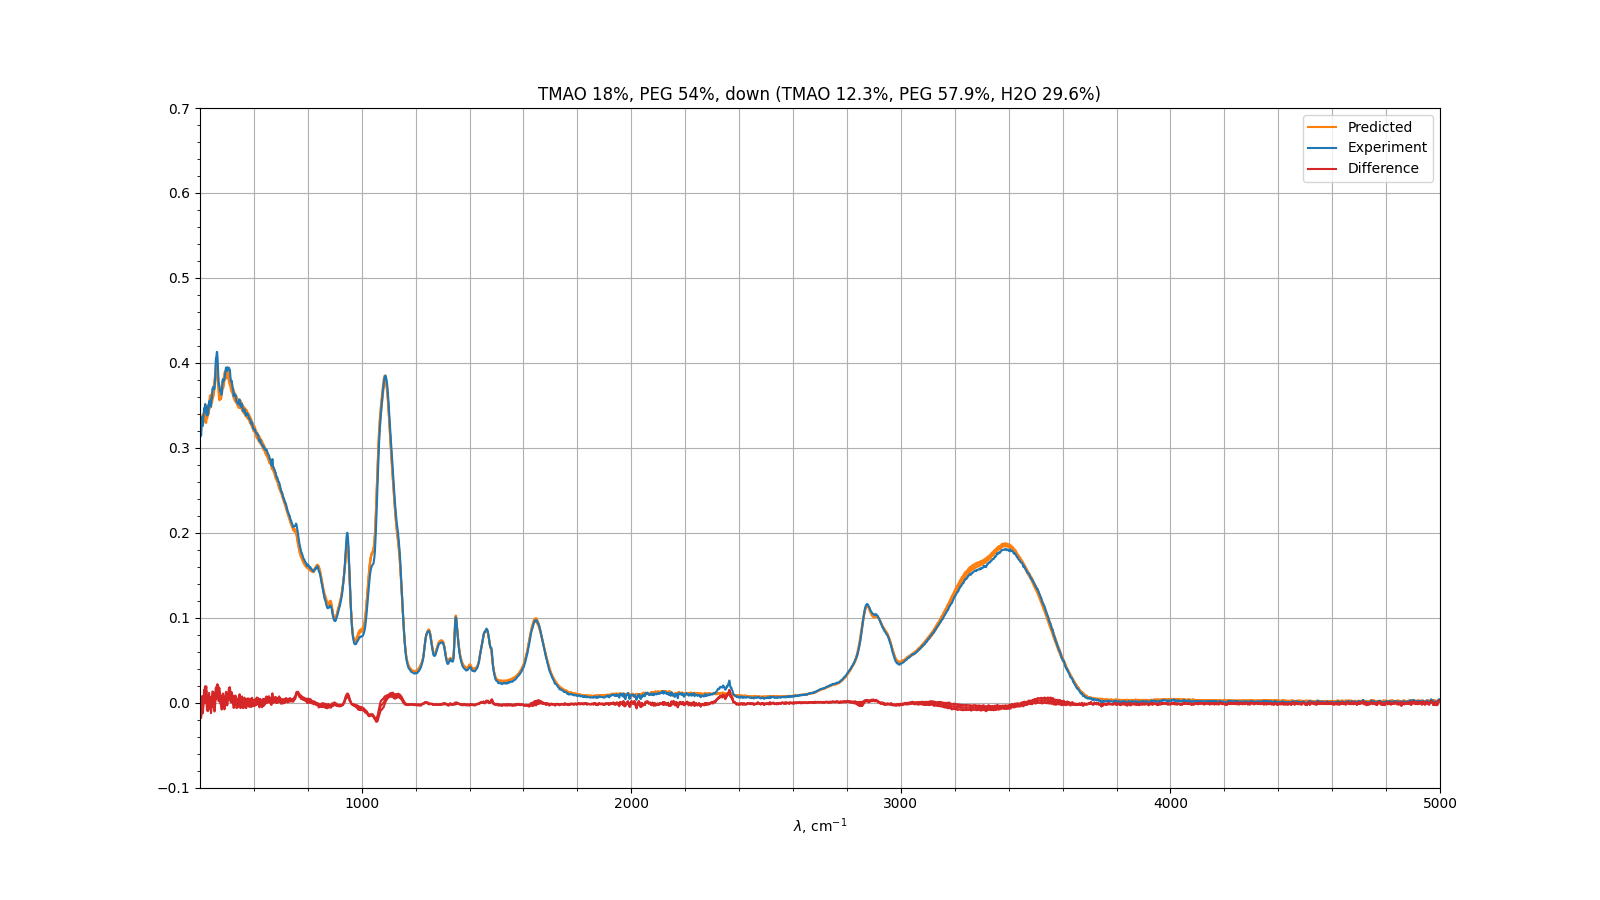 TMAO 18%, PEG 54%, down (TMAO 12.3%, PEG 57.9%, H2O 29.6%)
0.7
0.6
0.5
0.4
0.3
0.2
0.1
0.0
−0.1
Predicted
Experiment
Difference
1000 2000 3000 4000 5000
λ, cm⁻¹